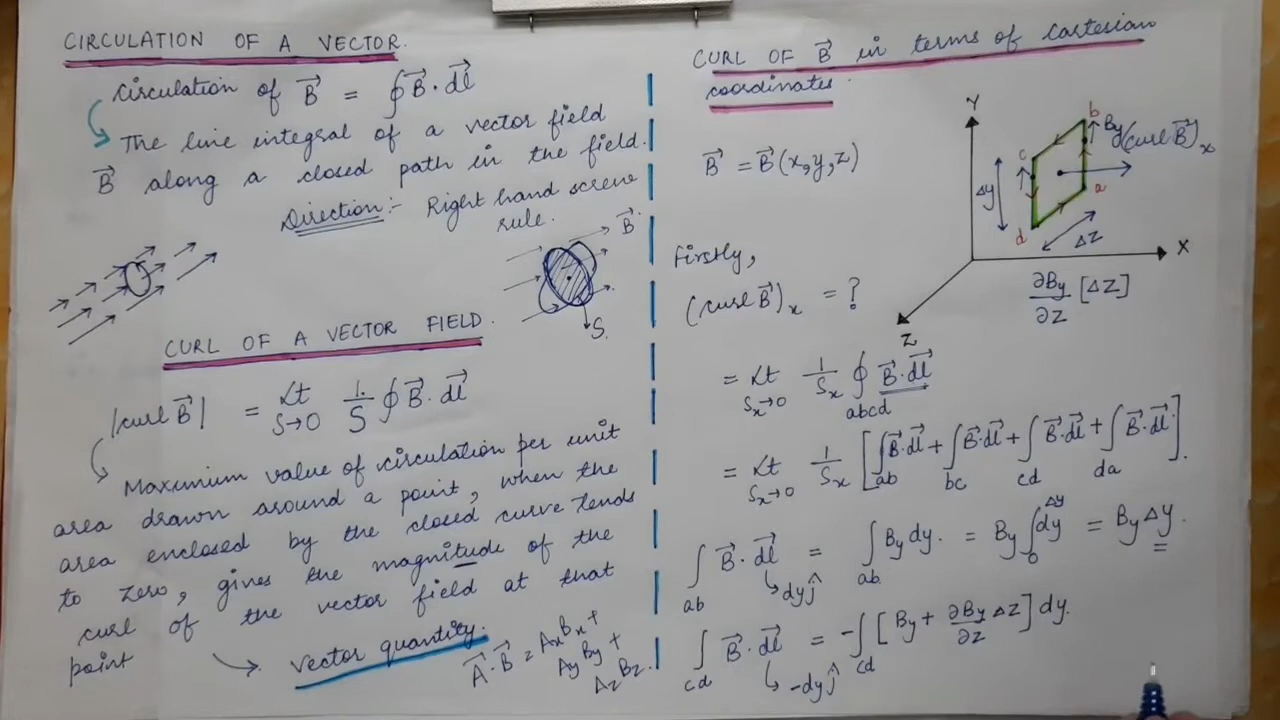 CIRCULATION OF A VECTOR.
Circulation of B⃗ = ∮B⃗·dl⃗
The line integral of a vector field
B⃗ along a closed path in the field.
Direction:- Right hand screw
rule.
B⃗
S.
CURL OF A VECTOR FIELD.
|curl B⃗| = Lt S→0 1/S ∮B⃗·dl⃗
Maximum value of circulation per unit
area drawn around a point, when the
area enclosed by the closed curve tends
to zero, gives the magnitude of the
curl of the vector field at that
point → vector quantity.
A⃗·B⃗ = AxBx +
AyBy +
AzBz.
CURL OF B⃗ in terms of cartesian
coordinates.
B⃗ = B⃗(x,y,z)
Y
b
By
(curl B⃗)x
c
Δy
a
d
Δz
X
Z
∂By/∂z [Δz]
Firstly,
(curl B⃗)x = ?
= Lt Sx→0 1/Sx ∮abcd B⃗·dl⃗
= Lt Sx→0 1/Sx [∫ab B⃗·dl⃗ + ∫bc B⃗·dl⃗ + ∫cd B⃗·dl⃗ + ∫da B⃗·dl⃗].
∫ab B⃗·dl⃗ = ∫ab By dy. = By ∫0^Δy dy = By Δy.
dy ĵ
∫cd B⃗·dl⃗ = -∫cd [By + ∂By/∂z Δz] dy.
-dy ĵ